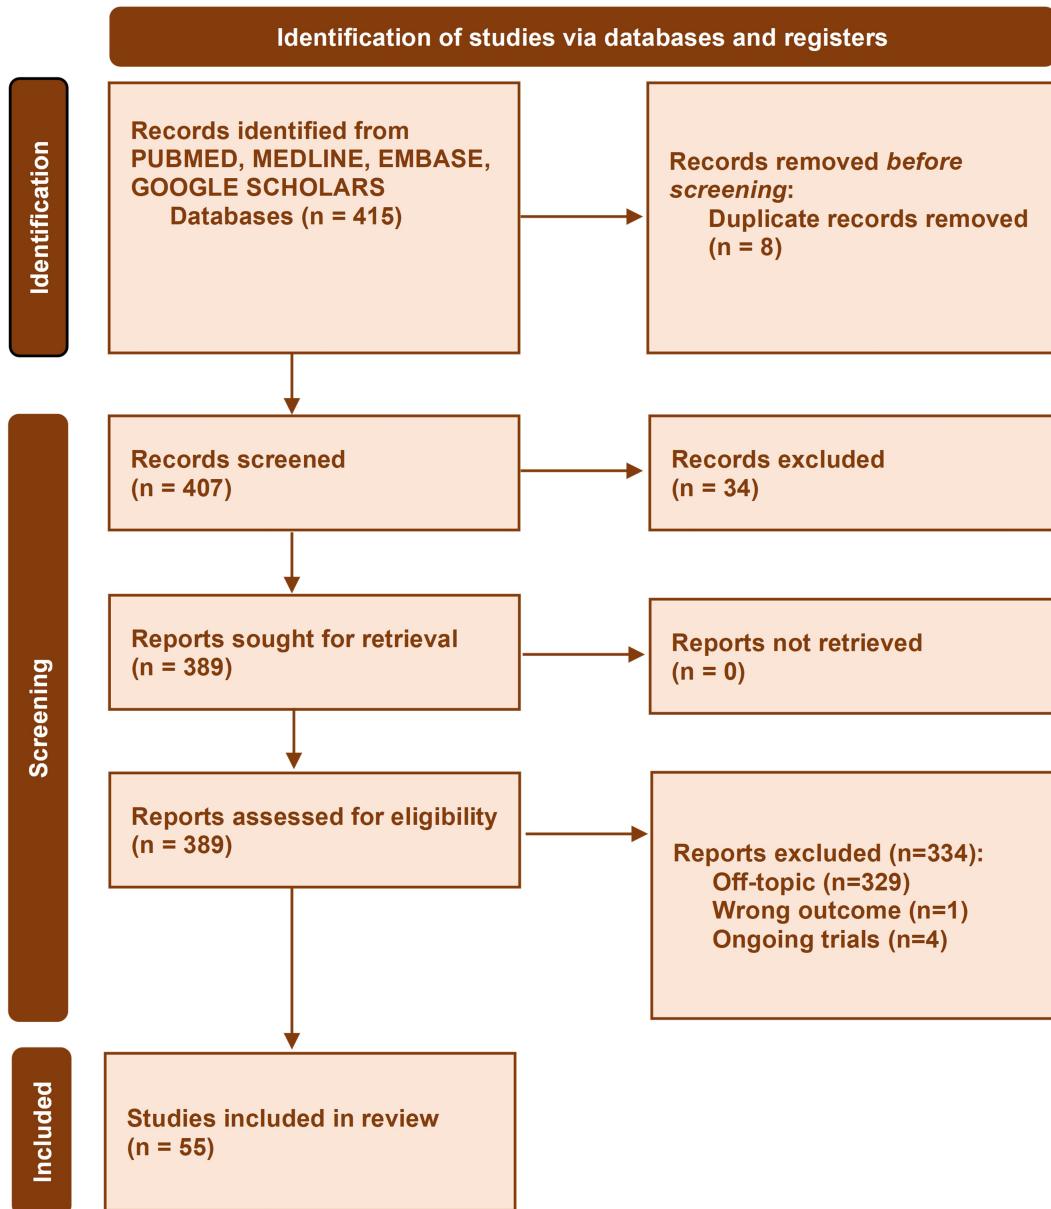 Identification of studies via databases and registers
Identification
Records identified from
PUBMED, MEDLINE, EMBASE,
GOOGLE SCHOLARS
Databases (n = 415)
Records removed before
screening:
Duplicate records removed
(n = 8)
Screening
Records screened
(n = 407)
Records excluded
(n = 34)
Reports sought for retrieval
(n = 389)
Reports not retrieved
(n = 0)
Reports assessed for eligibility
(n = 389)
Reports excluded (n=334):
Off-topic (n=329)
Wrong outcome (n=1)
Ongoing trials (n=4)
Included
Studies included in review
(n = 55)